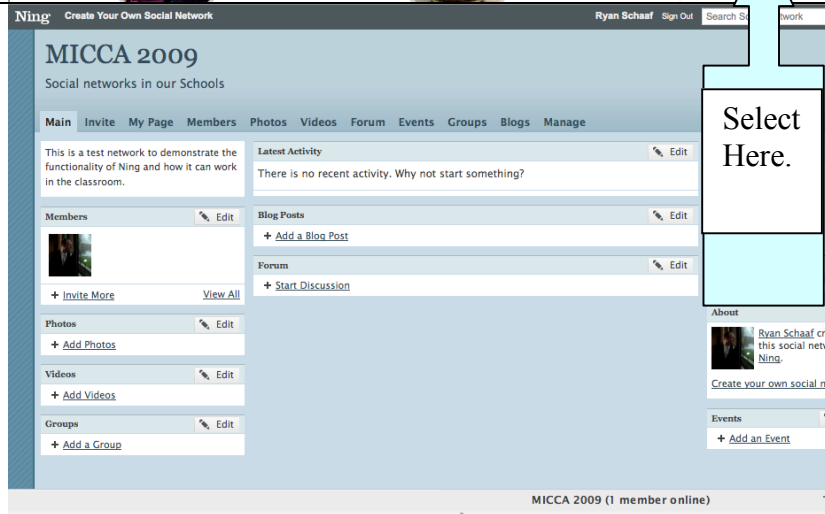 Ning Create Your Own Social Network
Ryan Schaaf Sign Out
MICCA 2009
Social networks in our Schools
Main Invite My Page Members Photos Videos Forum Events Groups Blogs Manage
Select
Here.
This is a test network to demonstrate the
functionality of Ning and how it can work
in the classroom.
Members Edit
+ Invite More View All
Photos Edit
+ Add Photos
Videos Edit
+ Add Videos
Groups Edit
+ Add a Group
Latest Activity Edit
There is no recent activity. Why not start something?
Blog Posts Edit
+ Add a Blog Post
Forum Edit
+ Start Discussion
About
Ryan Schaaf
this social
Ning.
Create your own social
Events
+ Add an Event
MICCA 2009 (1 member online)